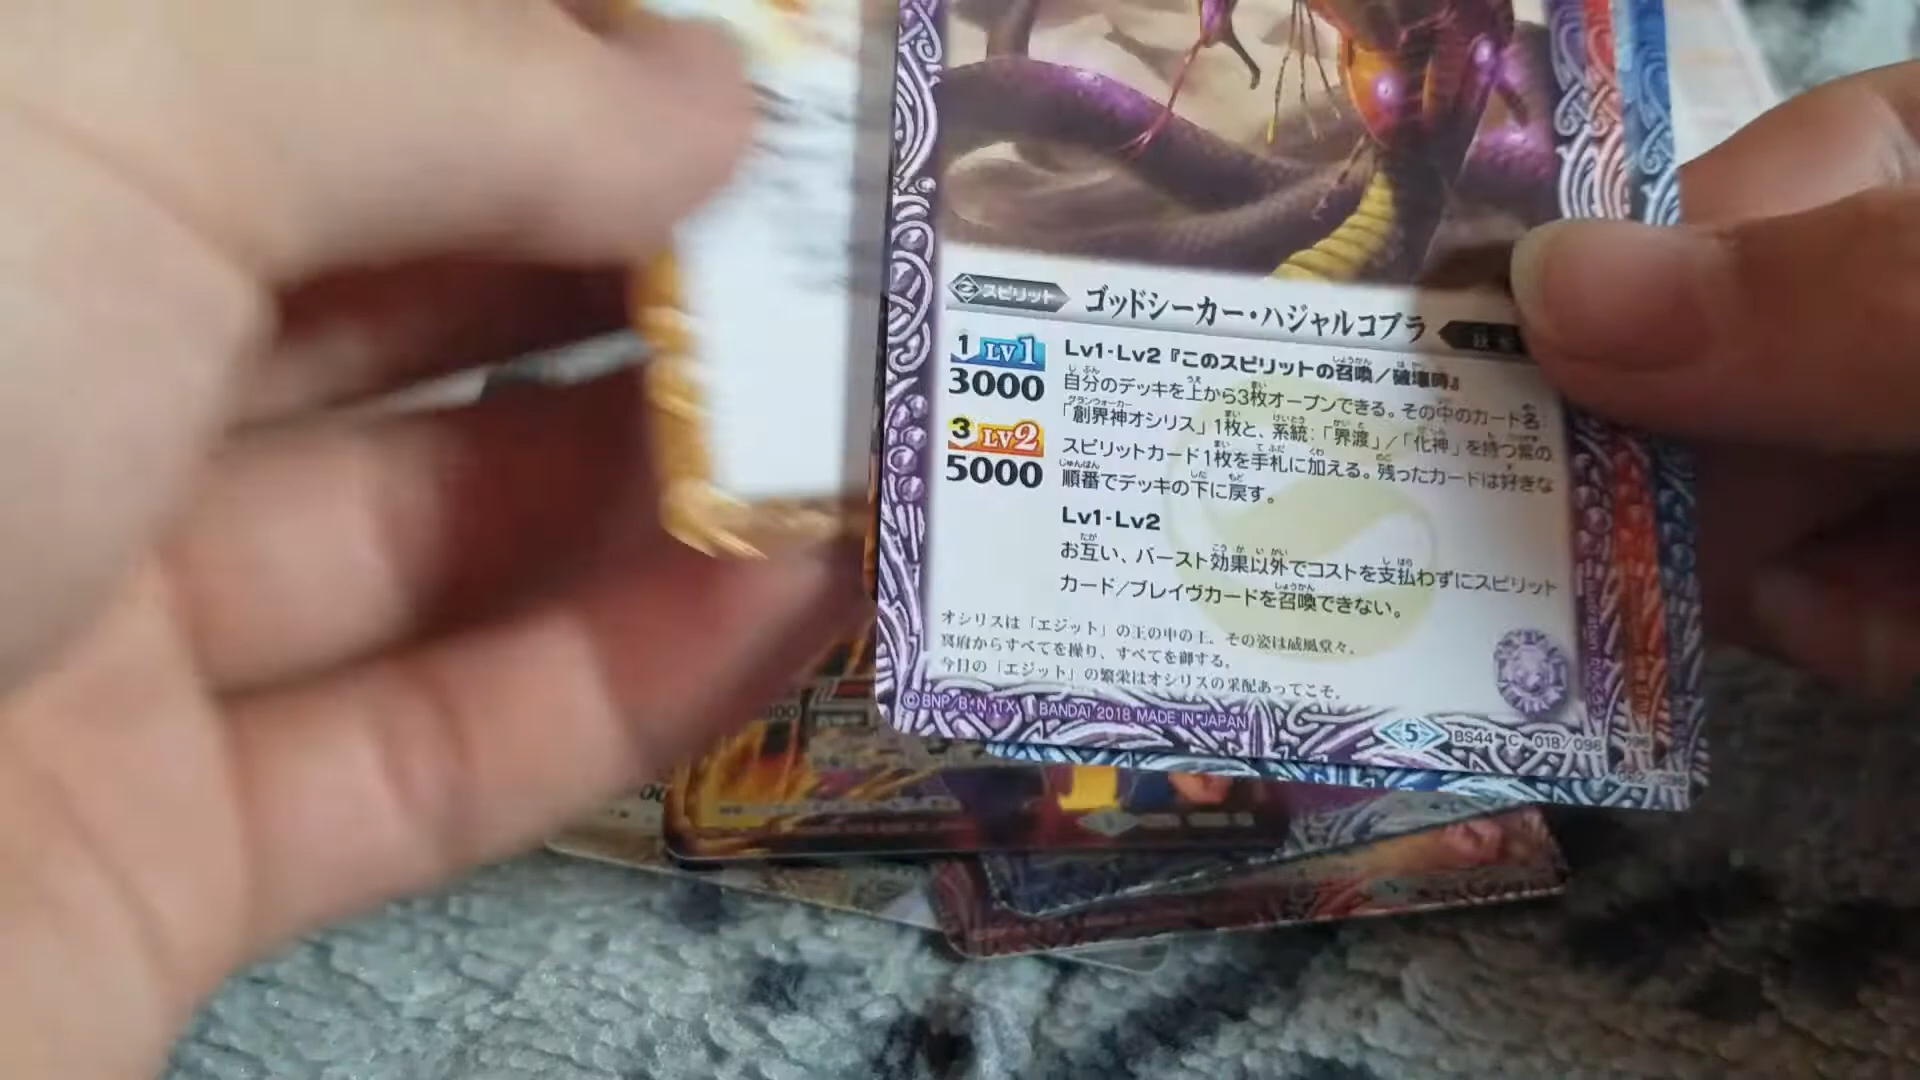 スピリット
ゴッドシーカー・ハジャルコブラ
1 LV1
3000
3 LV2
5000
Lv1・Lv2『このスピリットの召喚／破壊時』
自分のデッキを上から3枚オープンできる。その中のカード名：
「創界神オシリス」1枚と、系統：「界渡」/「化神」を持つ紫の
スピリットカード1枚を手札に加える。残ったカードは好きな
順番でデッキの下に戻す。
Lv1・Lv2
お互い、バースト効果以外でコストを支払わずにスピリット
カード/ブレイヴカードを召喚できない。
オシリスは「エジット」の王の中の王。その姿は威風堂々。
冥府からすべてを操り、すべてを御する。
今日の「エジット」の繁栄はオシリスの采配あってこそ。
©BNP/B・N, TX BANDAI 2018 MADE IN JAPAN
5
BS44 C 018/096